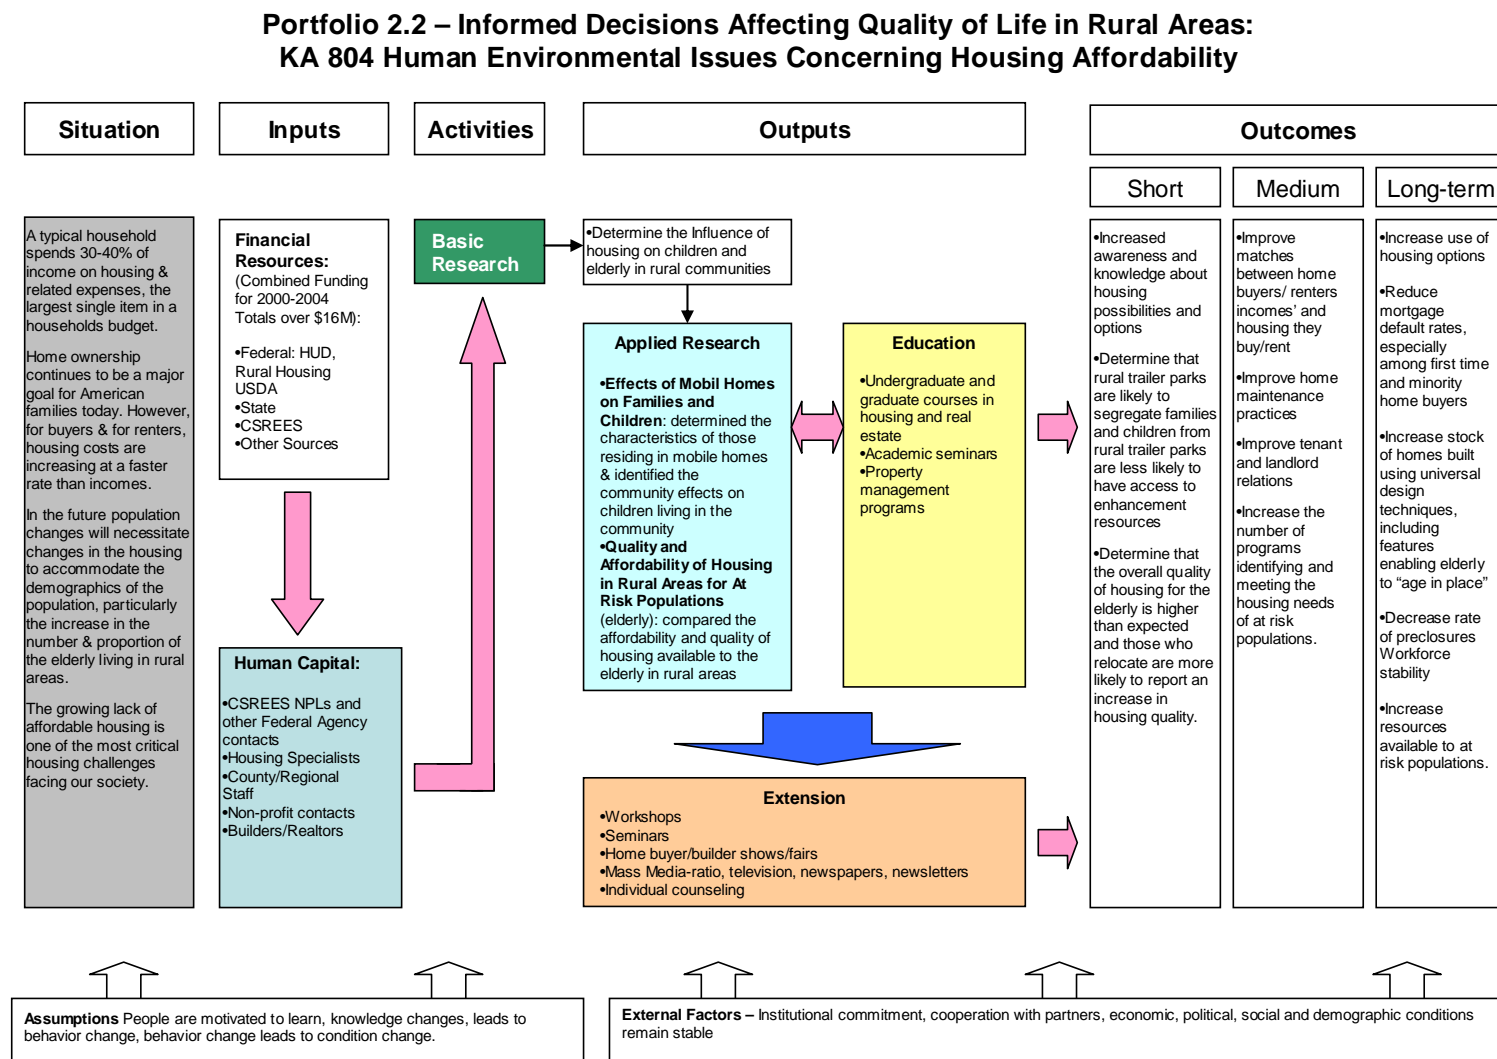 Portfolio 2.2 – Informed Decisions Affecting Quality of Life in Rural Areas:
KA 804 Human Environmental Issues Concerning Housing Affordability
Situation
Inputs
Activities
Outputs
Outcomes
Short
Medium
Long-term
A typical household
spends 30-40% of
income on housing &
related expenses, the
largest single item in a
households budget.
Home ownership
continues to be a major
goal for American
families today. However,
for buyers & for renters,
housing costs are
increasing at a faster
rate than incomes.
In the future population
changes will necessitate
changes in the housing
to accommodate the
demographics of the
population, particularly
the increase in the
number & proportion of
the elderly living in rural
areas.
The growing lack of
affordable housing is
one of the most critical
housing challenges
facing our society.
Financial
Resources:
(Combined Funding
for 2000-2004
Totals over $16M):
•Federal: HUD,
Rural Housing
USDA
•State
•CSREES
•Other Sources
Human Capital:
•CSREES NPLs and
other Federal Agency
contacts
•Housing Specialists
•County/Regional
Staff
•Non-profit contacts
•Builders/Realtors
Basic
Research
•Determine the Influence of
housing on children and
elderly in rural communities
Applied Research
•Effects of Mobil Homes
on Families and
Children: determined the
characteristics of those
residing in mobile homes
& identified the
community effects on
children living in the
community
•Quality and
Affordability of Housing
in Rural Areas for At
Risk Populations
(elderly): compared the
affordability and quality of
housing available to the
elderly in rural areas
Education
•Undergraduate and
graduate courses in
housing and real
estate
•Academic seminars
•Property
management
programs
Extension
•Workshops
•Seminars
•Home buyer/builder shows/fairs
•Mass Media-ratio, television, newspapers, newsletters
•Individual counseling
•Increased
awareness and
knowledge about
housing
possibilities and
options
•Determine that
rural trailer parks
are likely to
segregate families
and children from
rural trailer parks
are less likely to
have access to
enhancement
resources
•Determine that
the overall quality
of housing for the
elderly is higher
than expected
and those who
relocate are more
likely to report an
increase in
housing quality.
•Improve
matches
between home
buyers/ renters
incomes’ and
housing they
buy/rent
•Improve home
maintenance
practices
•Improve tenant
and landlord
relations
•Increase the
number of
programs
identifying and
meeting the
housing needs
of at risk
populations.
•Increase use of
housing options
•Reduce
mortgage
default rates,
especially
among first time
and minority
home buyers
•Increase stock
of homes built
using universal
design
techniques,
including
features
enabling elderly
to “age in place”
•Decrease rate
of preclosures
Workforce
stability
•Increase
resources
available to at
risk populations.
Assumptions People are motivated to learn, knowledge changes, leads to
behavior change, behavior change leads to condition change.
External Factors – Institutional commitment, cooperation with partners, economic, political, social and demographic conditions
remain stable